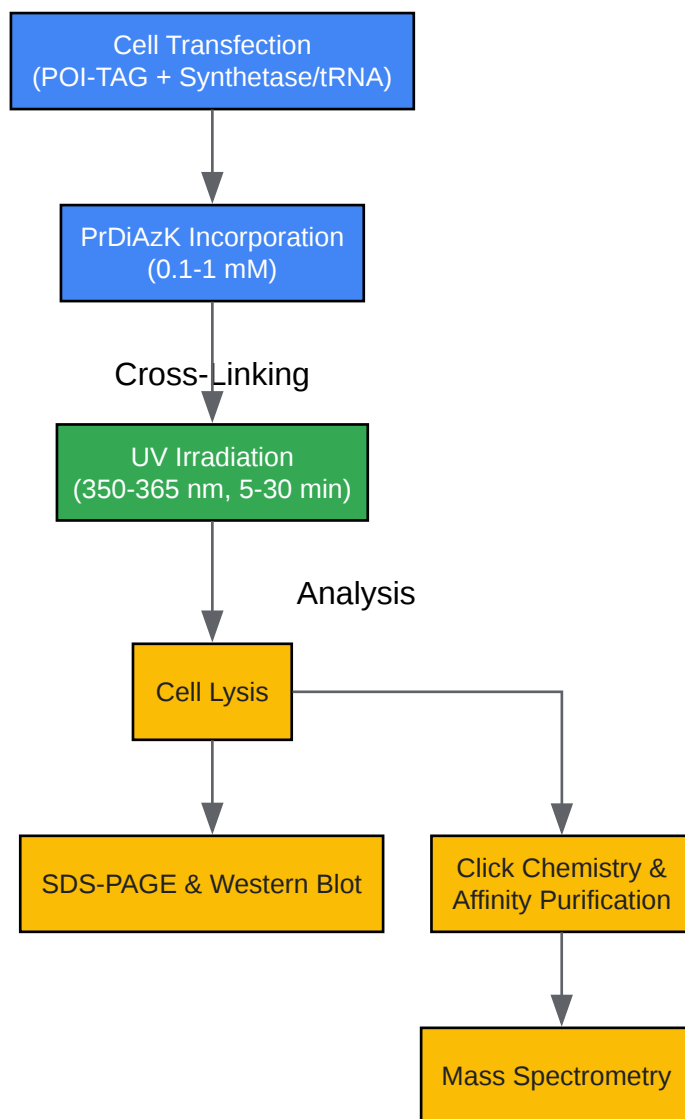 Cell Transfection
(POI-TAG + Synthetase/tRNA)
PrDiAzK Incorporation
(0.1-1 mM)
Cross-Linking
UV Irradiation
(350-365 nm, 5-30 min)
Analysis
Cell Lysis
SDS-PAGE & Western Blot
Click Chemistry &
Affinity Purification
Mass Spectrometry